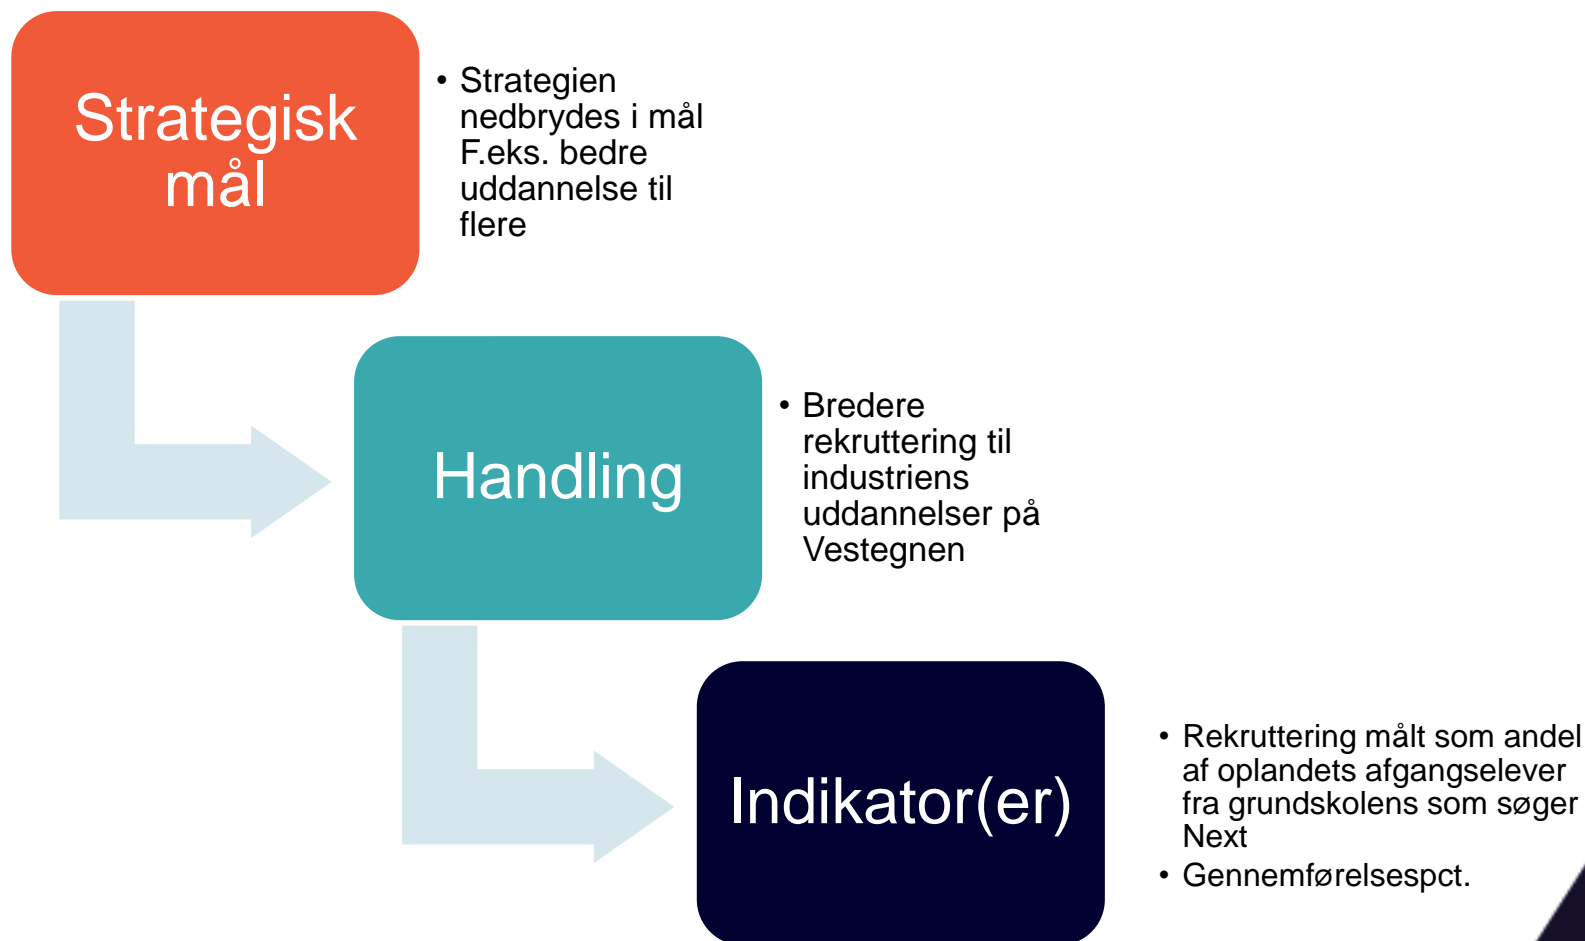 Strategisk
mål
• Strategien
nedbrydes i mål
F.eks. bedre
uddannelse til
flere
Handling
• Bredere
rekruttering til
industriens
uddannelser på
Vestegnen
Indikator(er)
• Rekruttering målt som andel
af oplandets afgangselever
fra grundskolens som søger
Next
• Gennemførelsespct.